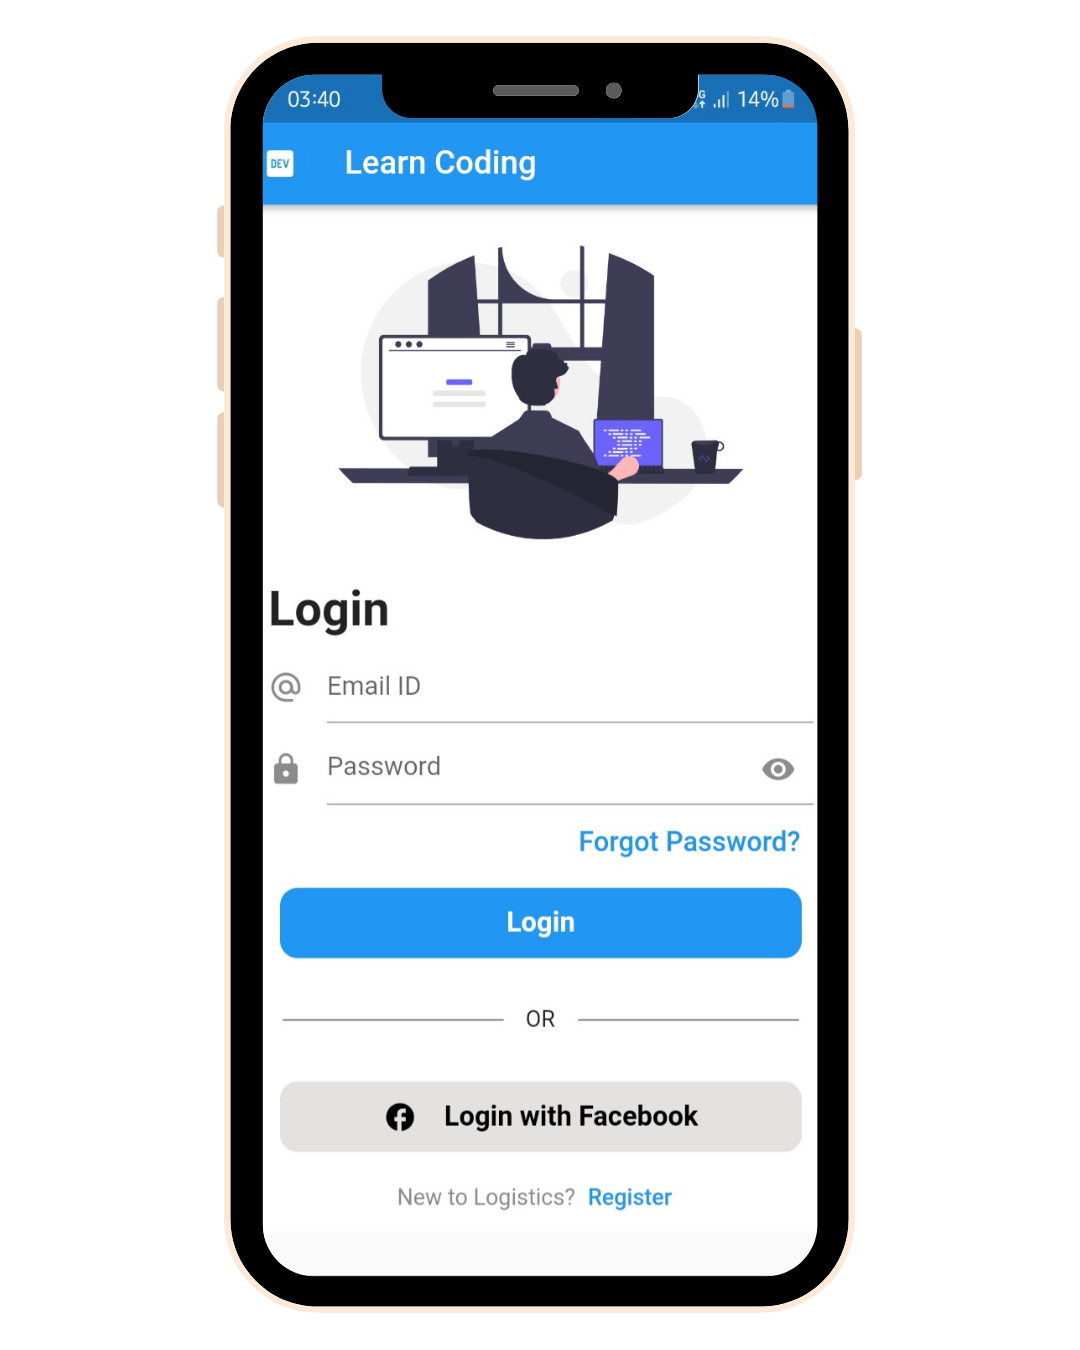 03:40
14%
DEV
Learn Coding
Login
Email ID
Password
Forgot Password?
Login
OR
Login with Facebook
New to Logistics? Register